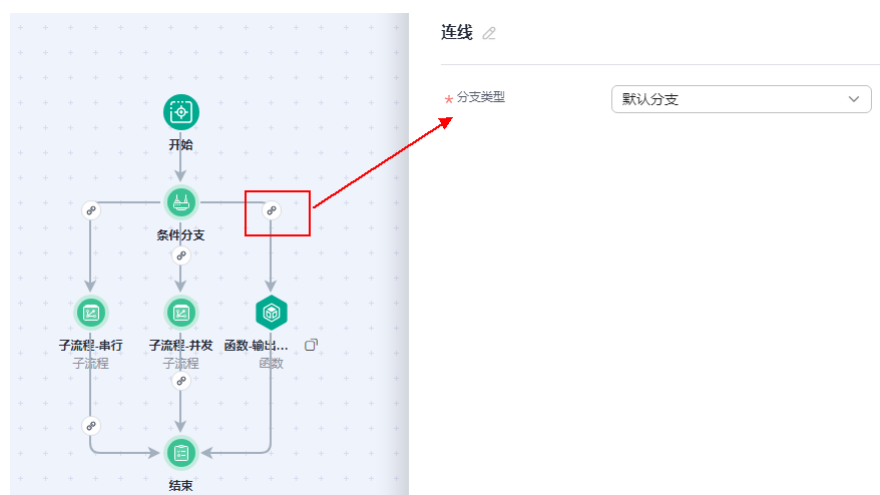 连线
* 分支类型
默认分支
开始
条件分支
子流程-串行
子流程
子流程-并发
子流程
函数-输出...
函数
结束